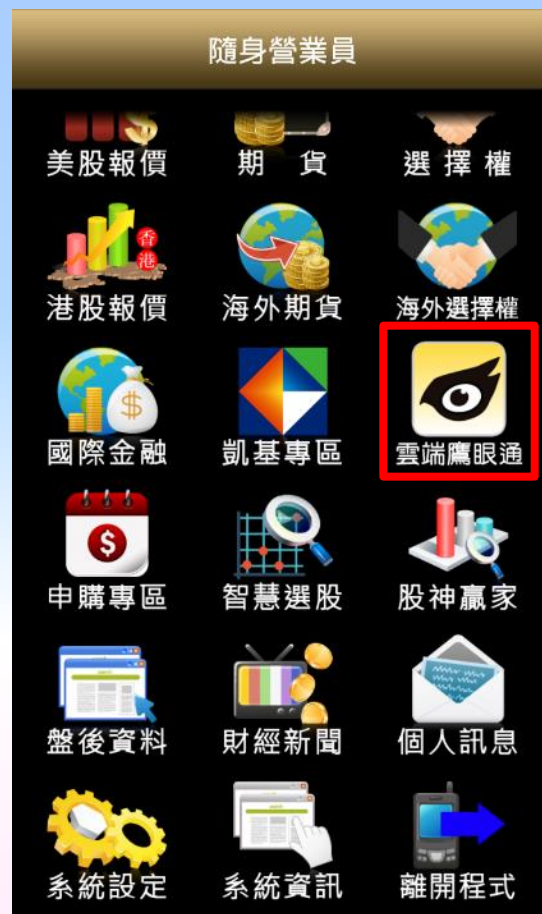 隨身營業員
美股報價 期 貨 選 擇 權
香
港
港股報價 海外期貨 海外選擇權
國際金融 凱基專區 雲端鷹眼通
申購專區 智慧選股 股神贏家
盤後資料 財經新聞 個人訊息
系統設定 系統資訊 離開程式